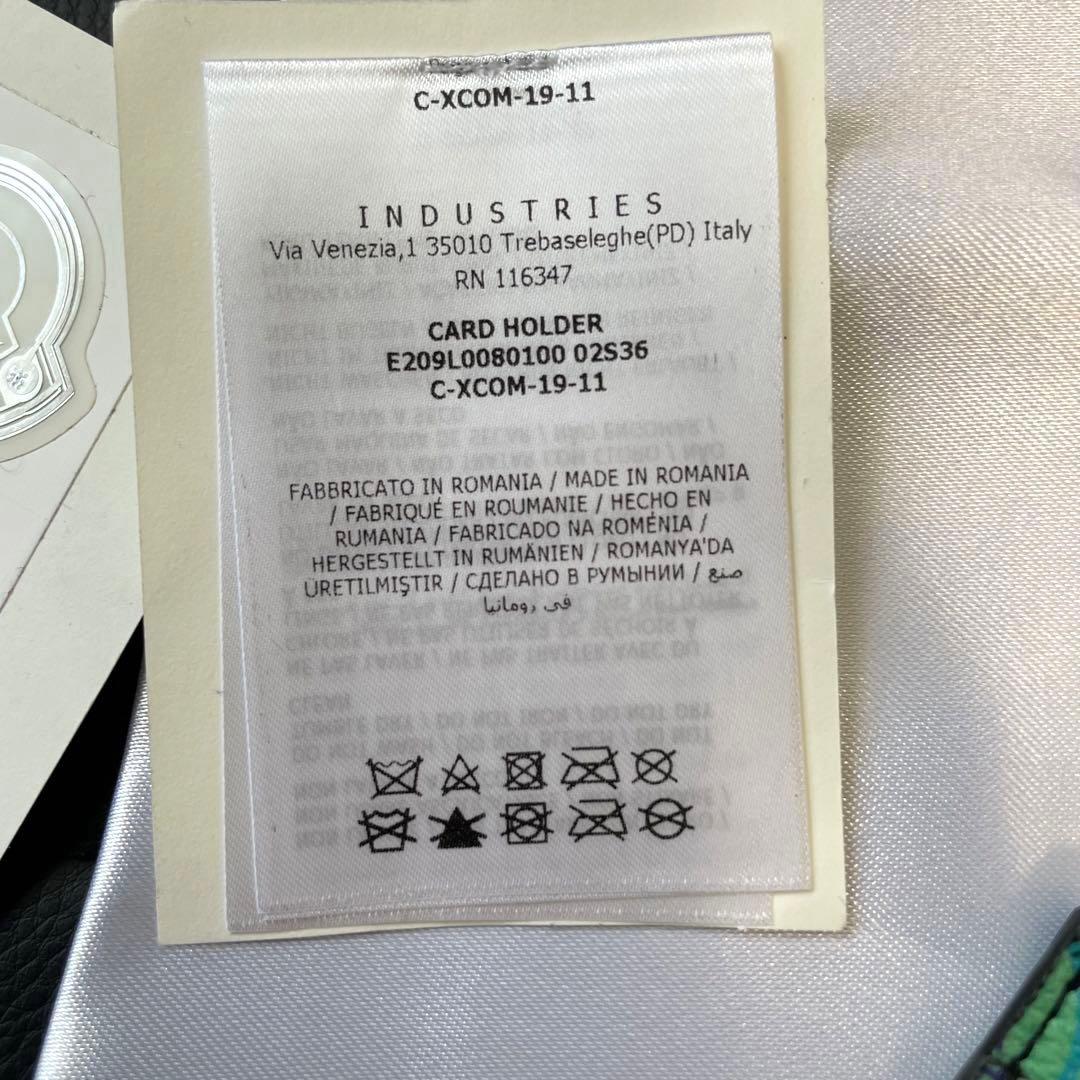 C-XCOM-19-11
INDUSTRIES
Via Venezia,1 35010 Trebaseleghe(PD) Italy
RN 116347
CARD HOLDER
E209L0080100 02S36
C-XCOM-19-11
FABBRICATO IN ROMANIA / MADE IN ROMANIA
/ FABRIQUÉ EN ROUMANIE / HECHO EN
RUMANIA / FABRICADO NA ROMÉNIA /
HERGESTELLT IN RUMÄNIEN / ROMANYA'DA
ÜRETILMIŞTIR / СДЕЛАНО В РУМЫНИИ / صنع
في رومانيا